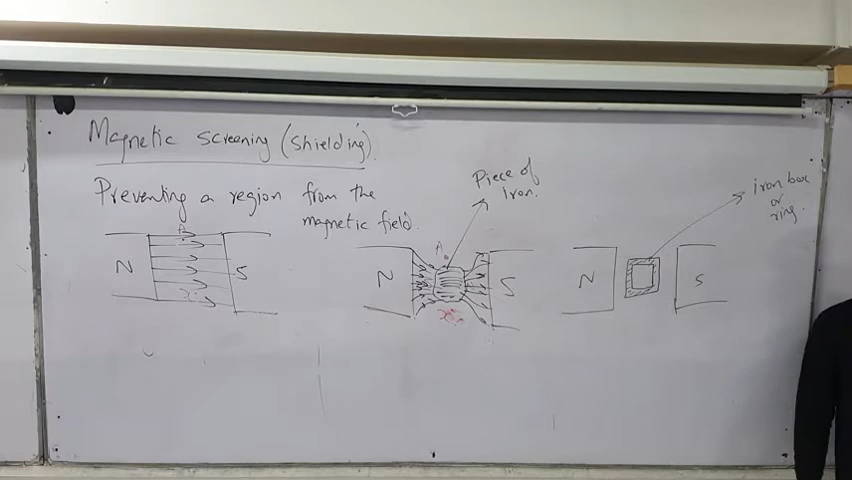 Magnetic screening (shielding).
Preventing a region from the
magnetic field.
A
N
S
Piece of
iron.
A
N
S
iron box
or
ring.
N
S